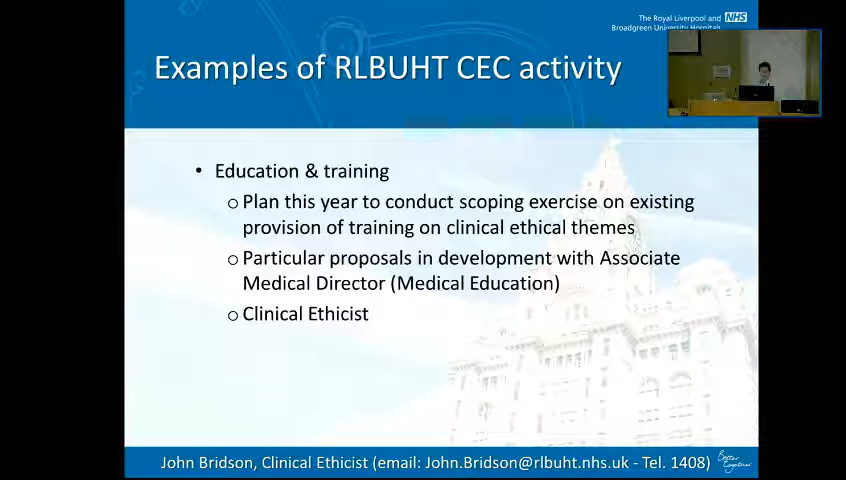 The Royal Liverpool and NHS
Broadgreen University Hospitals
Examples of RLBUHT CEC activity
• Education & training
o Plan this year to conduct scoping exercise on existing
provision of training on clinical ethical themes
o Particular proposals in development with Associate
Medical Director (Medical Education)
o Clinical Ethicist
John Bridson, Clinical Ethicist (email: John.Bridson@rlbuht.nhs.uk - Tel. 1408)
Better
Together